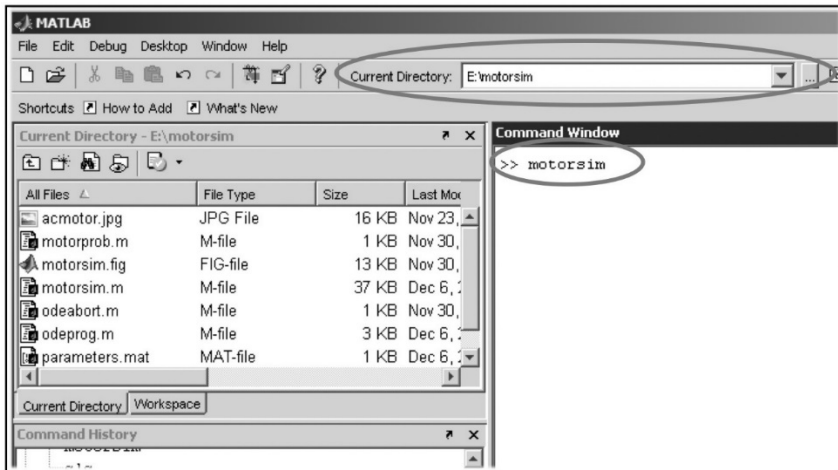 MATLAB
File Edit Debug Desktop Window Help
Current Directory: E:\motorsim
...
Shortcuts How to Add What's New
Current Directory - E:\motorsim
All Files File Type Size Last Mod
acmotor.jpg JPG File 16 KB Nov 23,
motorprob.m M-file 1 KB Nov 30,
motorsim.fig FIG-file 13 KB Nov 30,
motorsim.m M-file 37 KB Dec 6,
odeabort.m M-file 1 KB Nov 30,
odeprog.m M-file 3 KB Dec 6,
parameters.mat MAT-file 1 KB Dec 6,
Current Directory Workspace
Command History
Command Window
>> motorsim